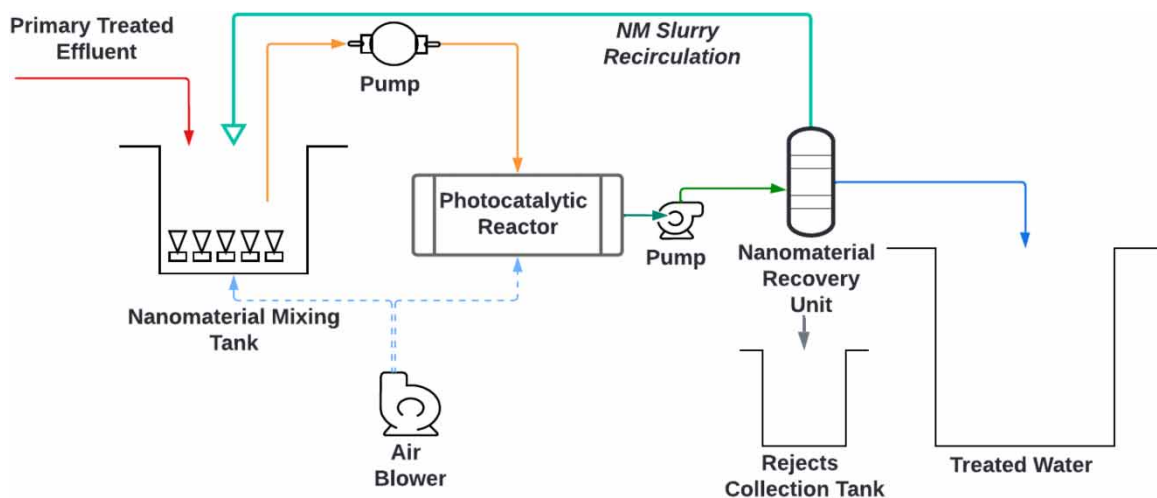 Primary Treated
Effluent
NM Slurry
Recirculation
Pump
Photocatalytic
Reactor
Pump
Nanomaterial
Recovery
Unit
Nanomaterial Mixing
Tank
Air
Blower
Rejects
Collection Tank
Treated Water